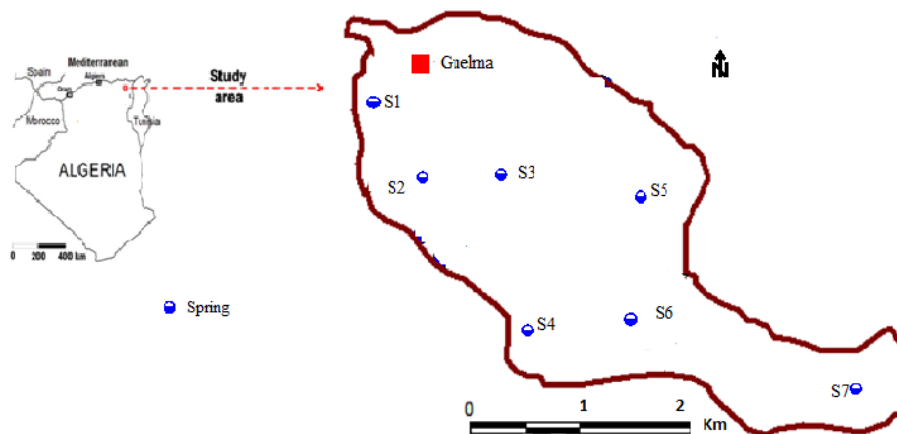 Mediterranean
Spain
Algiers
Oran
Morocco
Tunisia
ALGERIA
0 200 400 km
Study
area
Guelma
N
S1
S2
S3
S5
S4
S6
S7
Spring
0 1 2
Km